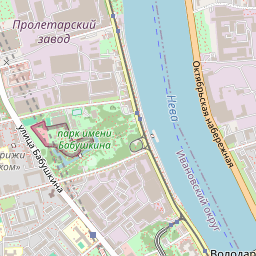 Пролетарский
завод
Октябрьская набережная
Нева
парк имени
Бабушкина
улица Бабушкина
Ивановский округ